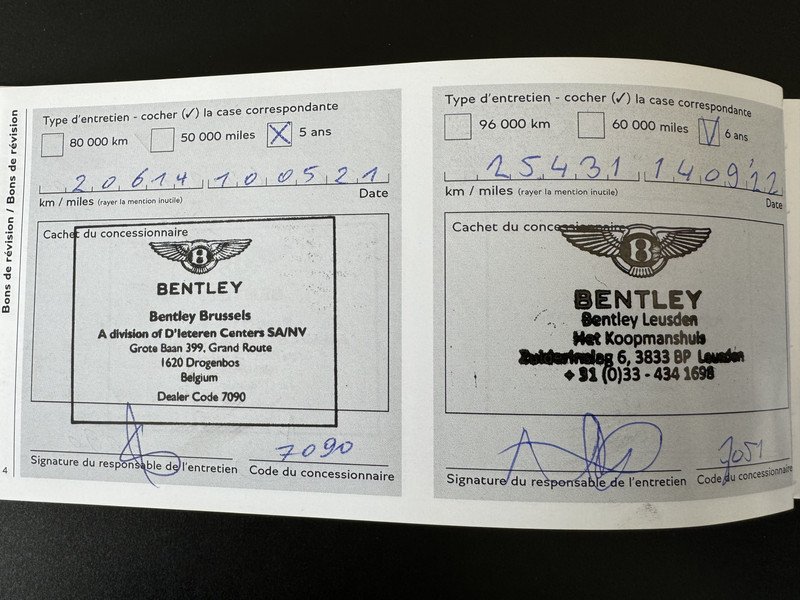 Bons de révision / Bons de révision
4
Type d'entretien - cocher (✓) la case correspondante
80 000 km 50 000 miles 5 ans
20614 100521
km / miles (rayer la mention inutile) Date
Cachet du concessionnaire
B
BENTLEY
Bentley Brussels
A division of D'Ieteren Centers SA/NV
Grote Baan 399, Grand Route
1620 Drogenbos
Belgium
Dealer Code 7090
7090
Signature du responsable de l'entretien Code du concessionnaire
Type d'entretien - cocher (✓) la case correspondante
96 000 km 60 000 miles 6 ans
25431 140922
km / miles (rayer la mention inutile) Date
Cachet du concessionnaire
B
BENTLEY
Bentley Leusden
Het Koopmanshuis
6, 3833 BP Leusden
+ 31 (0)33 - 434 1698
7051
Signature du responsable de l'entretien Code du concessionnaire